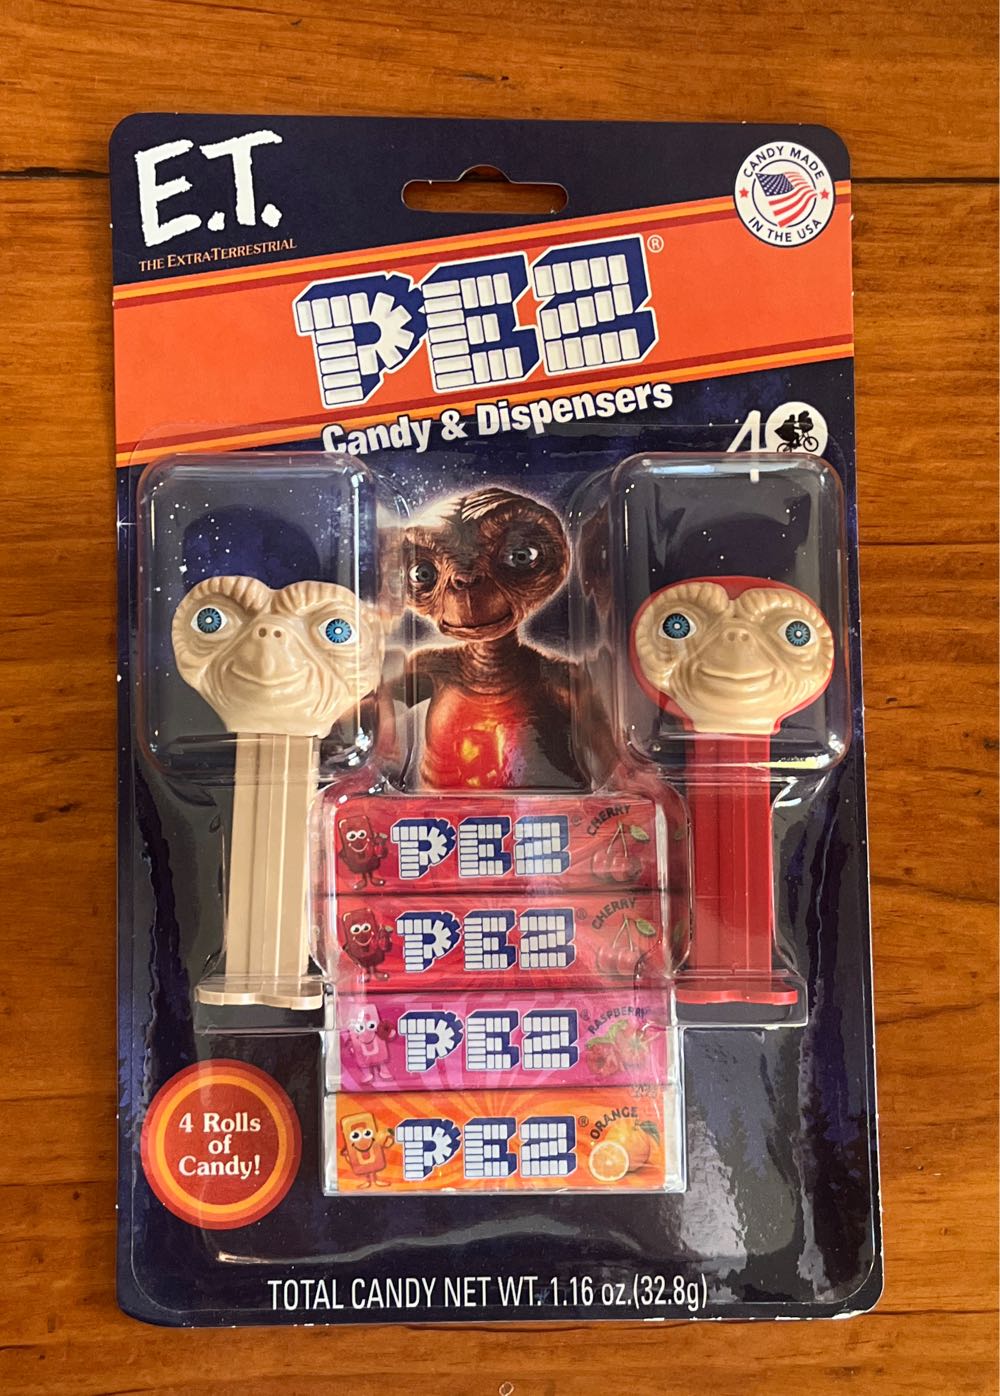 E.T.
THE EXTRA-TERRESTRIAL
CANDY MADE
IN THE USA
PEZ®
Candy & Dispensers
40
PEZ® CHERRY
PEZ® CHERRY
PEZ® RASPBERRY
PEZ® ORANGE
4 Rolls
of
Candy!
TOTAL CANDY NET WT. 1.16 oz.(32.8g)